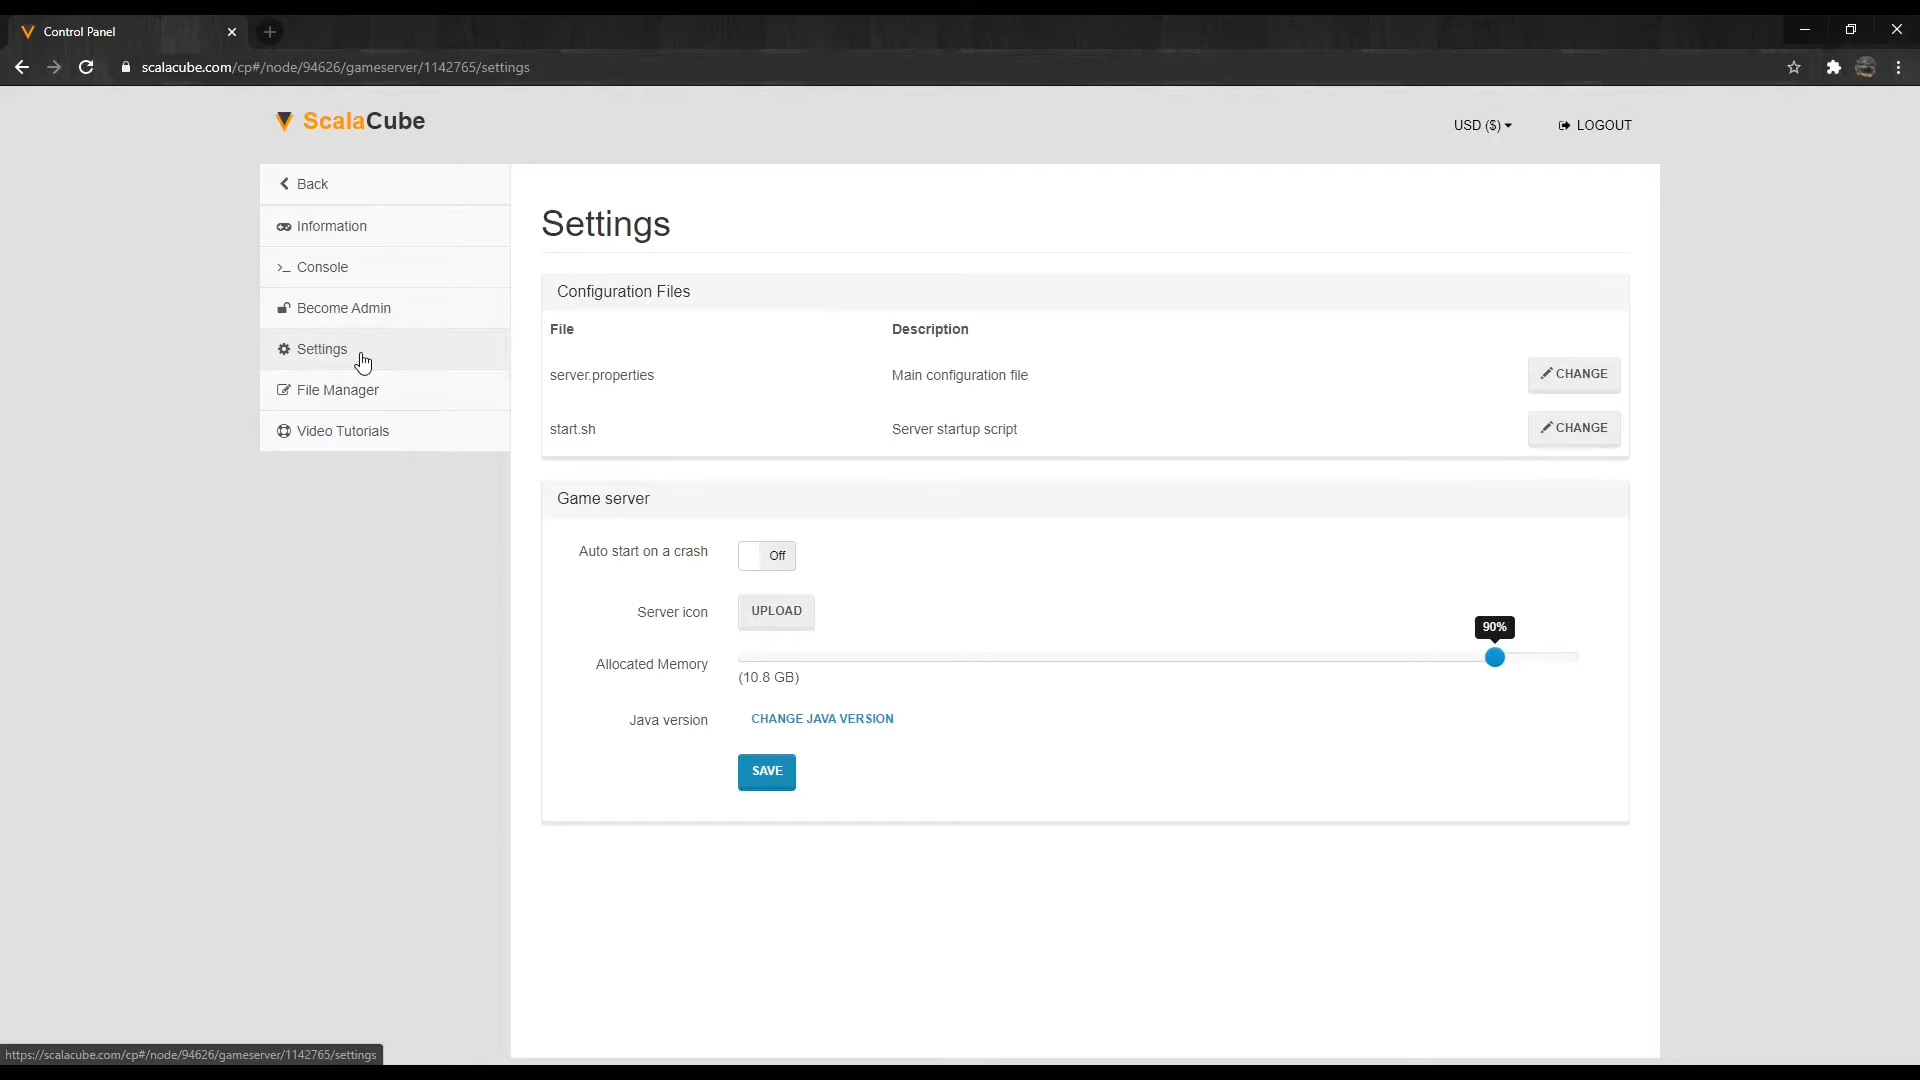 Control Panel
scalacube.com/cp#/node/94626/gameserver/1142765/settings
ScalaCube
USD ($)
LOGOUT
Back
Information
Console
Become Admin
Settings
File Manager
Video Tutorials
Settings
Configuration Files
File
Description
server.properties
Main configuration file
CHANGE
start.sh
Server startup script
CHANGE
Game server
Auto start on a crash
Off
Server icon
UPLOAD
90%
Allocated Memory
(10.8 GB)
Java version
CHANGE JAVA VERSION
SAVE
https://scalacube.com/cp#/node/94626/gameserver/1142765/settings